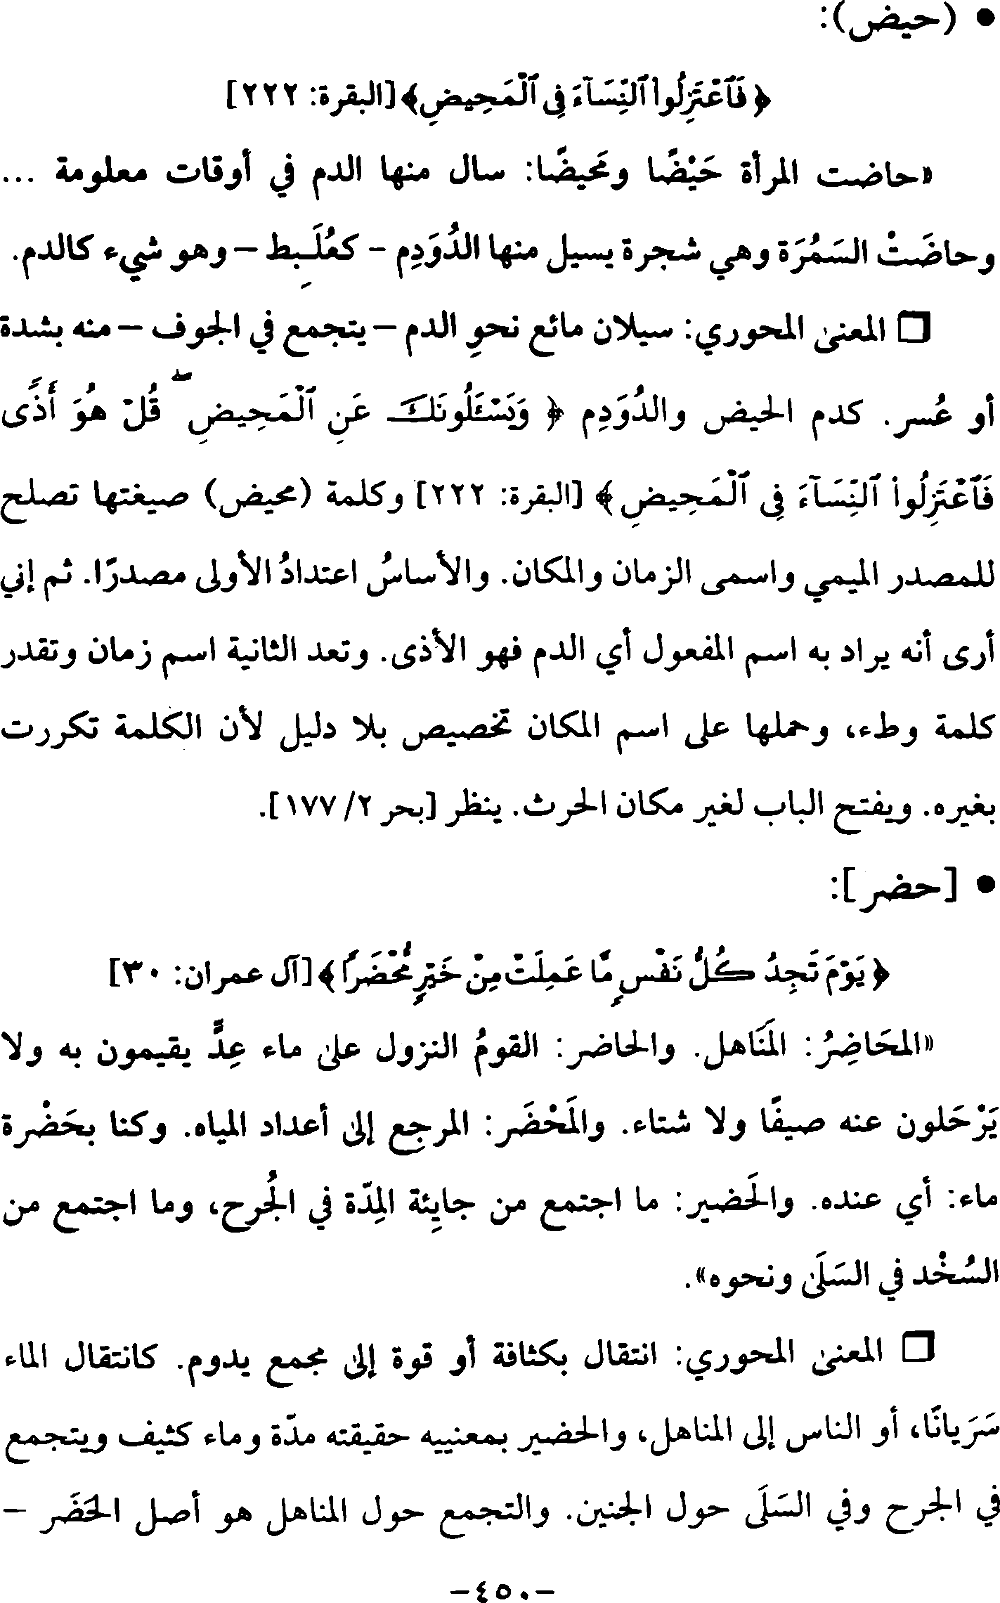 • (حيض):
﴿ فَٱعْتَزِلُوا۟ ٱلنِّسَآءَ فِى ٱلْمَحِيضِ ﴾ [البقرة: ٢٢٢]
«حاضت المرأة حَيْضًا ومَحيضًا: سال منها الدم في أوقات معلومة ...
وحاضَتْ السَمُرَة وهي شجرة يسيل منها الدُوَدِم - كعُلَـبِط – وهو شيء كالدم.
❒ المعنى المحوري: سيلان مائع نحوِ الدم – يتجمع في الجوف – منه بشدة
أو عُسر. كدم الحيض والدُوَدِم ﴿ وَيَسْـَٔلُونَكَ عَنِ ٱلْمَحِيضِ ۖ قُلْ هُوَ أَذًى
فَٱعْتَزِلُوا۟ ٱلنِّسَآءَ فِى ٱلْمَحِيضِ ﴾ [البقرة: ٢٢٢] وكلمة (محيض) صيغتها تصلح
للمصدر الميمي واسمى الزمان والمكان. والأساسُ اعتدادُ الأولى مصدرًا. ثم إني
أرى أنه يراد به اسم المفعول أي الدم فهو الأذى. وتعد الثانية اسم زمان وتقدر
كلمة وطء، وحملها على اسم المكان تخصيص بلا دليل لأن الكلمة تكررت
بغيره. ويفتح الباب لغير مكان الحرث. ينظر [بحر ٢/ ١٧٧].
• [حضر]:
﴿ يَوْمَ تَجِدُ كُلُّ نَفْسٍ مَّا عَمِلَتْ مِنْ خَيْرٍ مُّحْضَرًا ﴾ [آل عمران: ٣٠]
«المحَاضِرُ: المَنَاهل. والحاضر: القومُ النزول على ماء عِدٍّ يقيمون به ولا
يَرْحَلون عنه صيفًا ولا شتاء. والمَحْضَر: المرجع إلى أعداد المياه. وكنا بحَضْرة
ماء: أي عنده. والحَضير: ما اجتمع من جايِئة المِدّة في الجُرح، وما اجتمع من
السُخْد في السَلَى ونحوه».
❒ المعنى المحوري: انتقال بكثافة أو قوة إلى مجمع يدوم. كانتقال الماء
سَرَيانًا، أو الناس إلى المناهل، والحضير بمعنييه حقيقته مدّة وماء كثيف ويتجمع
في الجرح وفي السَلَى حول الجنين. والتجمع حول المناهل هو أصل الحَضَر –
-٤٥٠-